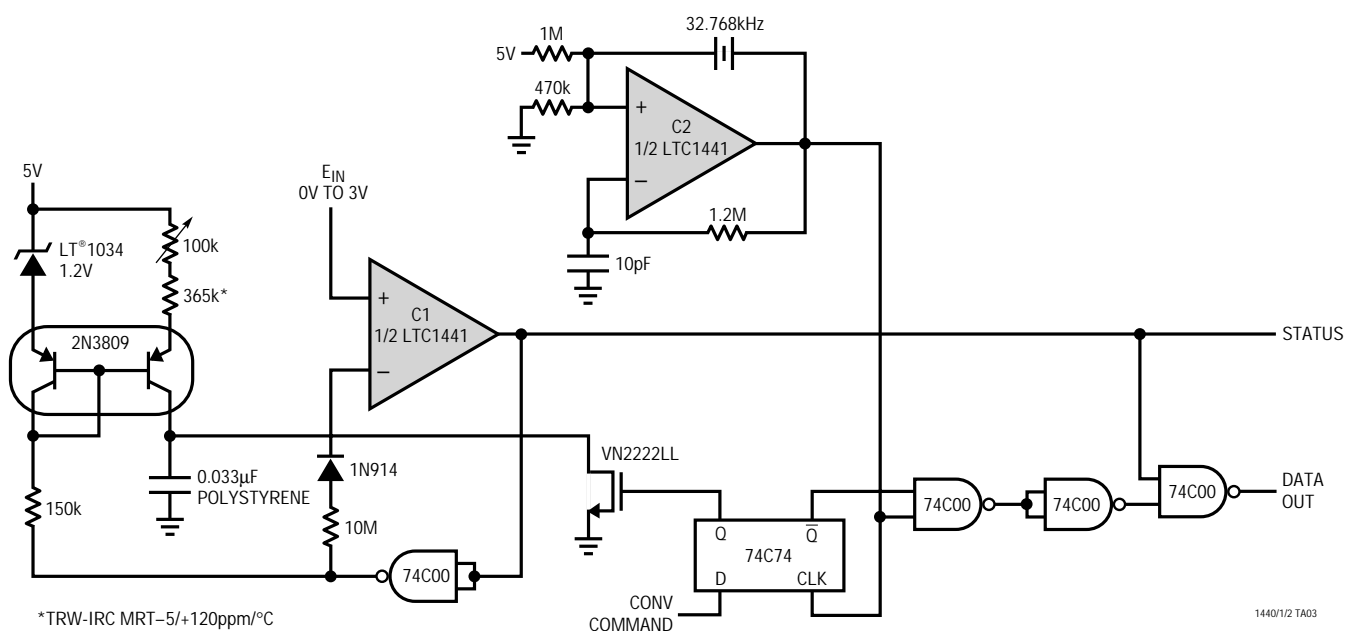 32.768kHz
1M
5V
470k
+
C2
1/2 LTC1441
−
1.2M
10pF
5V
LT®1034
1.2V
100k
365k*
2N3809
EIN
0V TO 3V
+
C1
1/2 LTC1441
−
STATUS
1N914
0.033µF
POLYSTYRENE
150k
10M
74C00
VN2222LL
Q
Q̅
74C74
D
CLK
CONV
COMMAND
74C00
74C00
74C00
DATA
OUT
*TRW-IRC MRT–5/+120ppm/°C
1440/1/2 TA03